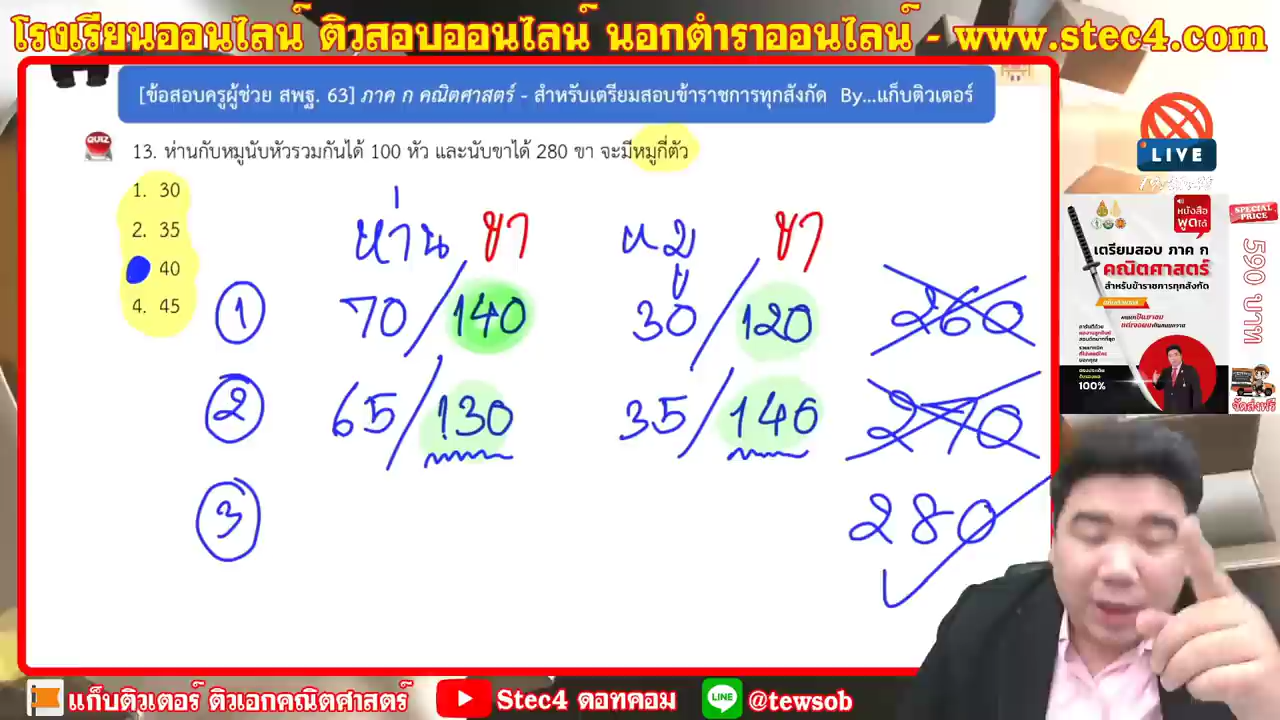 โรงเรียนออนไลน์ ติวสอบออนไลน์ นอกตำราออนไลน์ - www.stec4.com
[ข้อสอบครูผู้ช่วย สพฐ. 63] ภาค ก คณิตศาสตร์ - สำหรับเตรียมสอบข้าราชการทุกสังกัด By...แก็บติวเตอร์
QUIZ
13. ห่านกับหมูนับหัวรวมกันได้ 100 หัว และนับขาได้ 280 ขา จะมีหมูกี่ตัว
1. 30
2. 35
40
4. 45
ห่าน ขา หมู ขา
1 70/140 30/120 260
2 65/130 35/140 270
3 280
LIVE
หนังสือ
พูดได้
เตรียมสอบ ภาค ก
คณิตศาสตร์
สำหรับข้าราชการทุกสังกัด
100%
SPECIAL
PRICE
590 บาท
จัดส่งฟรี
แก็บติวเตอร์ ติวเอกคณิตศาสตร์ Stec4 ดอทคอม LINE @tewsob